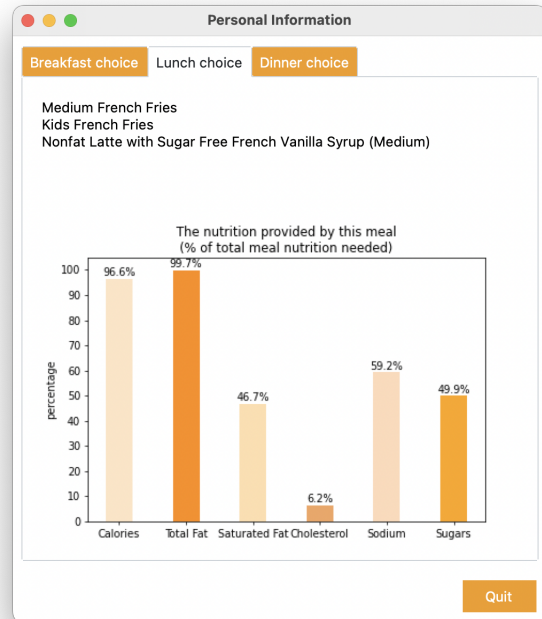 Personal Information
Breakfast choice Lunch choice Dinner choice
Medium French Fries
Kids French Fries
Nonfat Latte with Sugar Free French Vanilla Syrup (Medium)
The nutrition provided by this meal
(% of total meal nutrition needed)
100
90
80
70
60
50
40
30
20
10
0
percentage
96.6%
99.7%
46.7%
6.2%
59.2%
49.9%
Calories Total Fat Saturated Fat Cholesterol Sodium Sugars
Quit